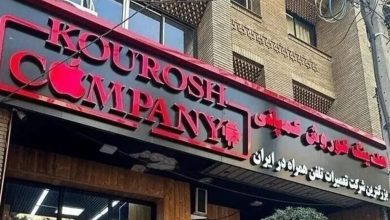 KOUROSH
COMPANY
کوروش کمپانی
بزرگترین شرکت تعمیرات تلفن همراه در ایران